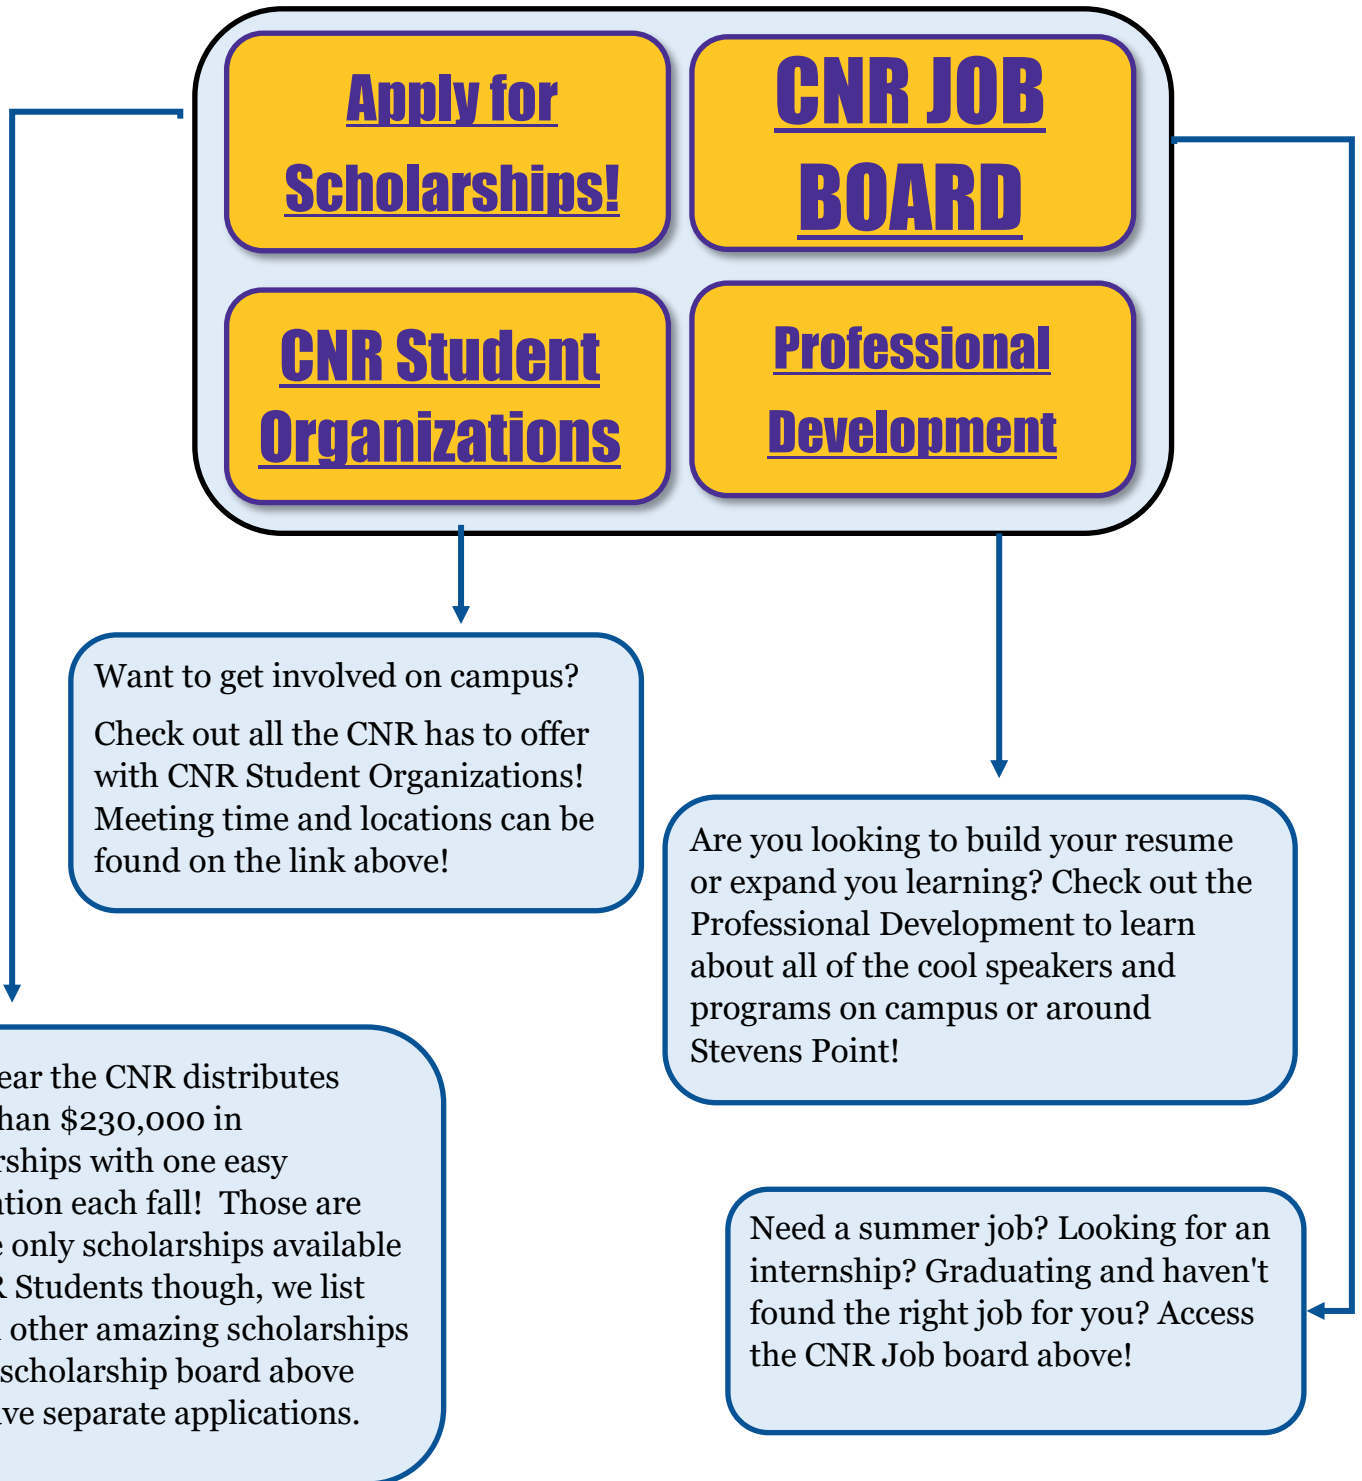 Apply for
Scholarships!
CNR JOB
BOARD
CNR Student
Organizations
Professional
Development
Want to get involved on campus?
Check out all the CNR has to offer
with CNR Student Organizations!
Meeting time and locations can be
found on the link above!
Are you looking to build your resume
or expand you learning? Check out the
Professional Development to learn
about all of the cool speakers and
programs on campus or around
Stevens Point!
the CNR distributes
$230,000 in
with one easy
each fall! Those are
only scholarships available
Students though, we list
other amazing scholarships
scholarship board above
separate applications.
Need a summer job? Looking for an
internship? Graduating and haven't
found the right job for you? Access
the CNR Job board above!